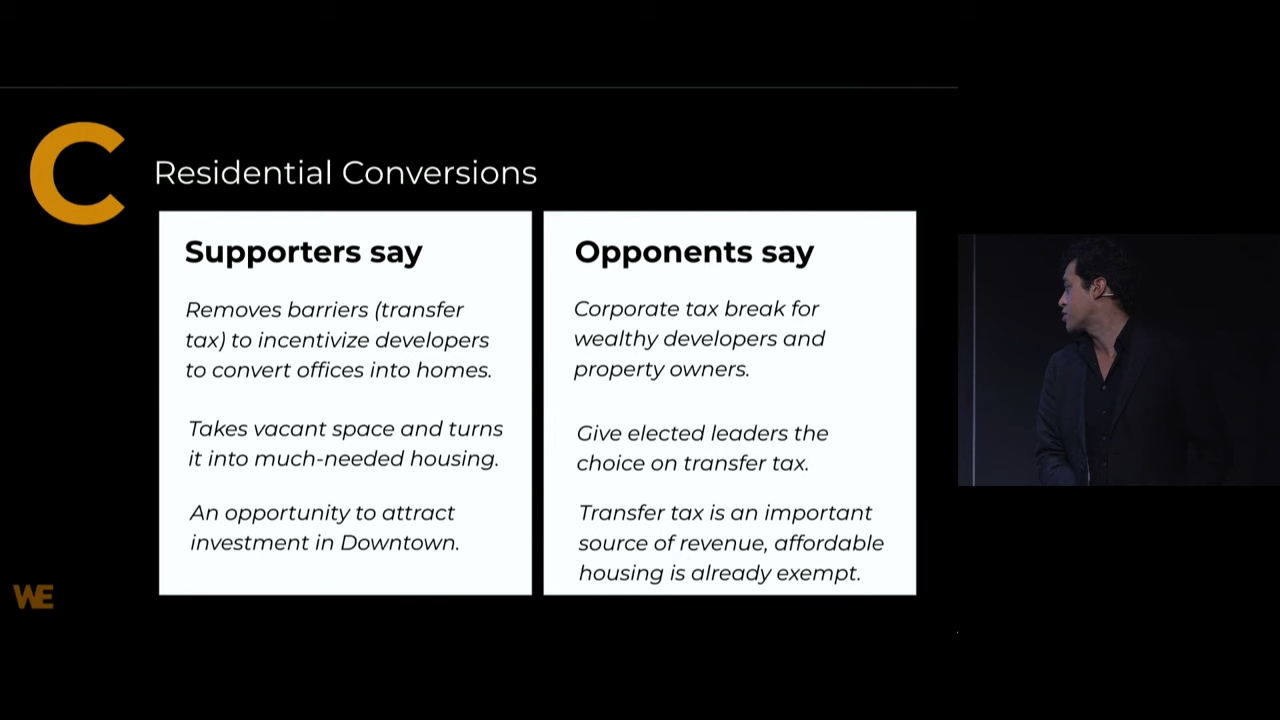 C
Residential Conversions
Supporters say
Removes barriers (transfer
tax) to incentivize developers
to convert offices into homes.
Takes vacant space and turns
it into much-needed housing.
An opportunity to attract
investment in Downtown.
Opponents say
Corporate tax break for
wealthy developers and
property owners.
Give elected leaders the
choice on transfer tax.
Transfer tax is an important
source of revenue, affordable
housing is already exempt.
WE